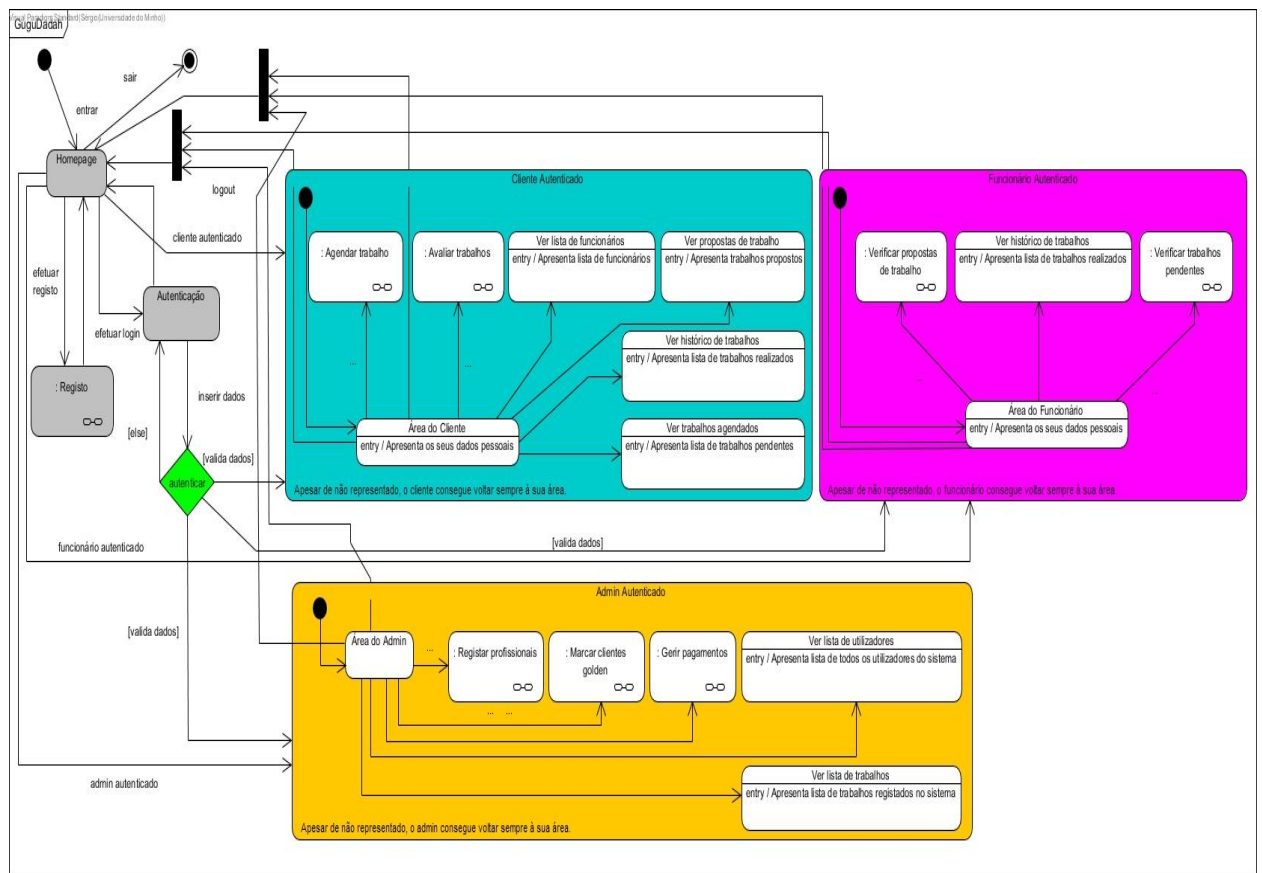 Visual Paradigm Standard(Sérgio(Universidade do Minho))
GuguDadah
sair
entrar
Homepage
logout
cliente autenticado
efetuar
registo
Autenticação
efetuar login
: Registo
inserir dados
[else]
[valida dados]
autenticar
funcionário autenticado
[valida dados]
[valida dados]
admin autenticado
Cliente Autenticado
: Agendar trabalho
: Avaliar trabalhos
Ver lista de funcionários
entry / Apresenta lista de funcionários
Ver propostas de trabalho
entry / Apresenta trabalhos propostos
Ver histórico de trabalhos
entry / Apresenta lista de trabalhos realizados
...
...
Área do Cliente
entry / Apresenta os seus dados pessoais
Ver trabalhos agendados
entry / Apresenta lista de trabalhos pendentes
Apesar de não representado, o cliente consegue voltar sempre à sua área.
Funcionário Autenticado
: Verificar propostas
de trabalho
Ver histórico de trabalhos
entry / Apresenta lista de trabalhos realizados
: Verificar trabalhos
pendentes
...
...
Área do Funcionário
entry / Apresenta os seus dados pessoais
Apesar de não representado, o funcionário consegue voltar sempre à sua área.
Admin Autenticado
Área do Admin
...
: Registar profissionais
: Marcar clientes
golden
: Gerir pagamentos
Ver lista de utilizadores
entry / Apresenta lista de todos os utilizadores do sistema
... ...
Ver lista de trabalhos
entry / Apresenta lista de trabalhos registados no sistema
Apesar de não representado, o admin consegue voltar sempre à sua área.